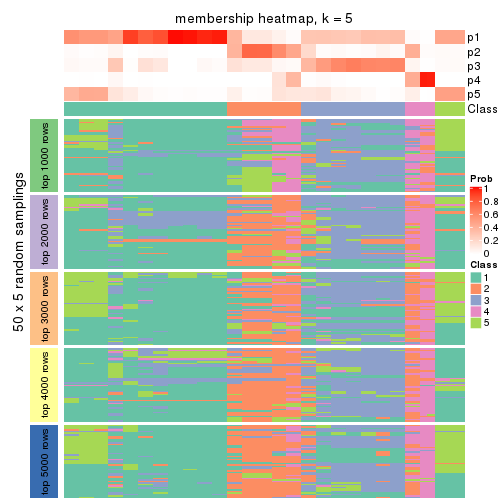 membership heatmap, k = 5
p1
p2
p3
p4
p5
Class
50 x 5 random samplings
top 1000 rows
top 2000 rows
top 3000 rows
top 4000 rows
top 5000 rows
Prob
1
0.8
0.6
0.4
0.2
0
Class
1
2
3
4
5